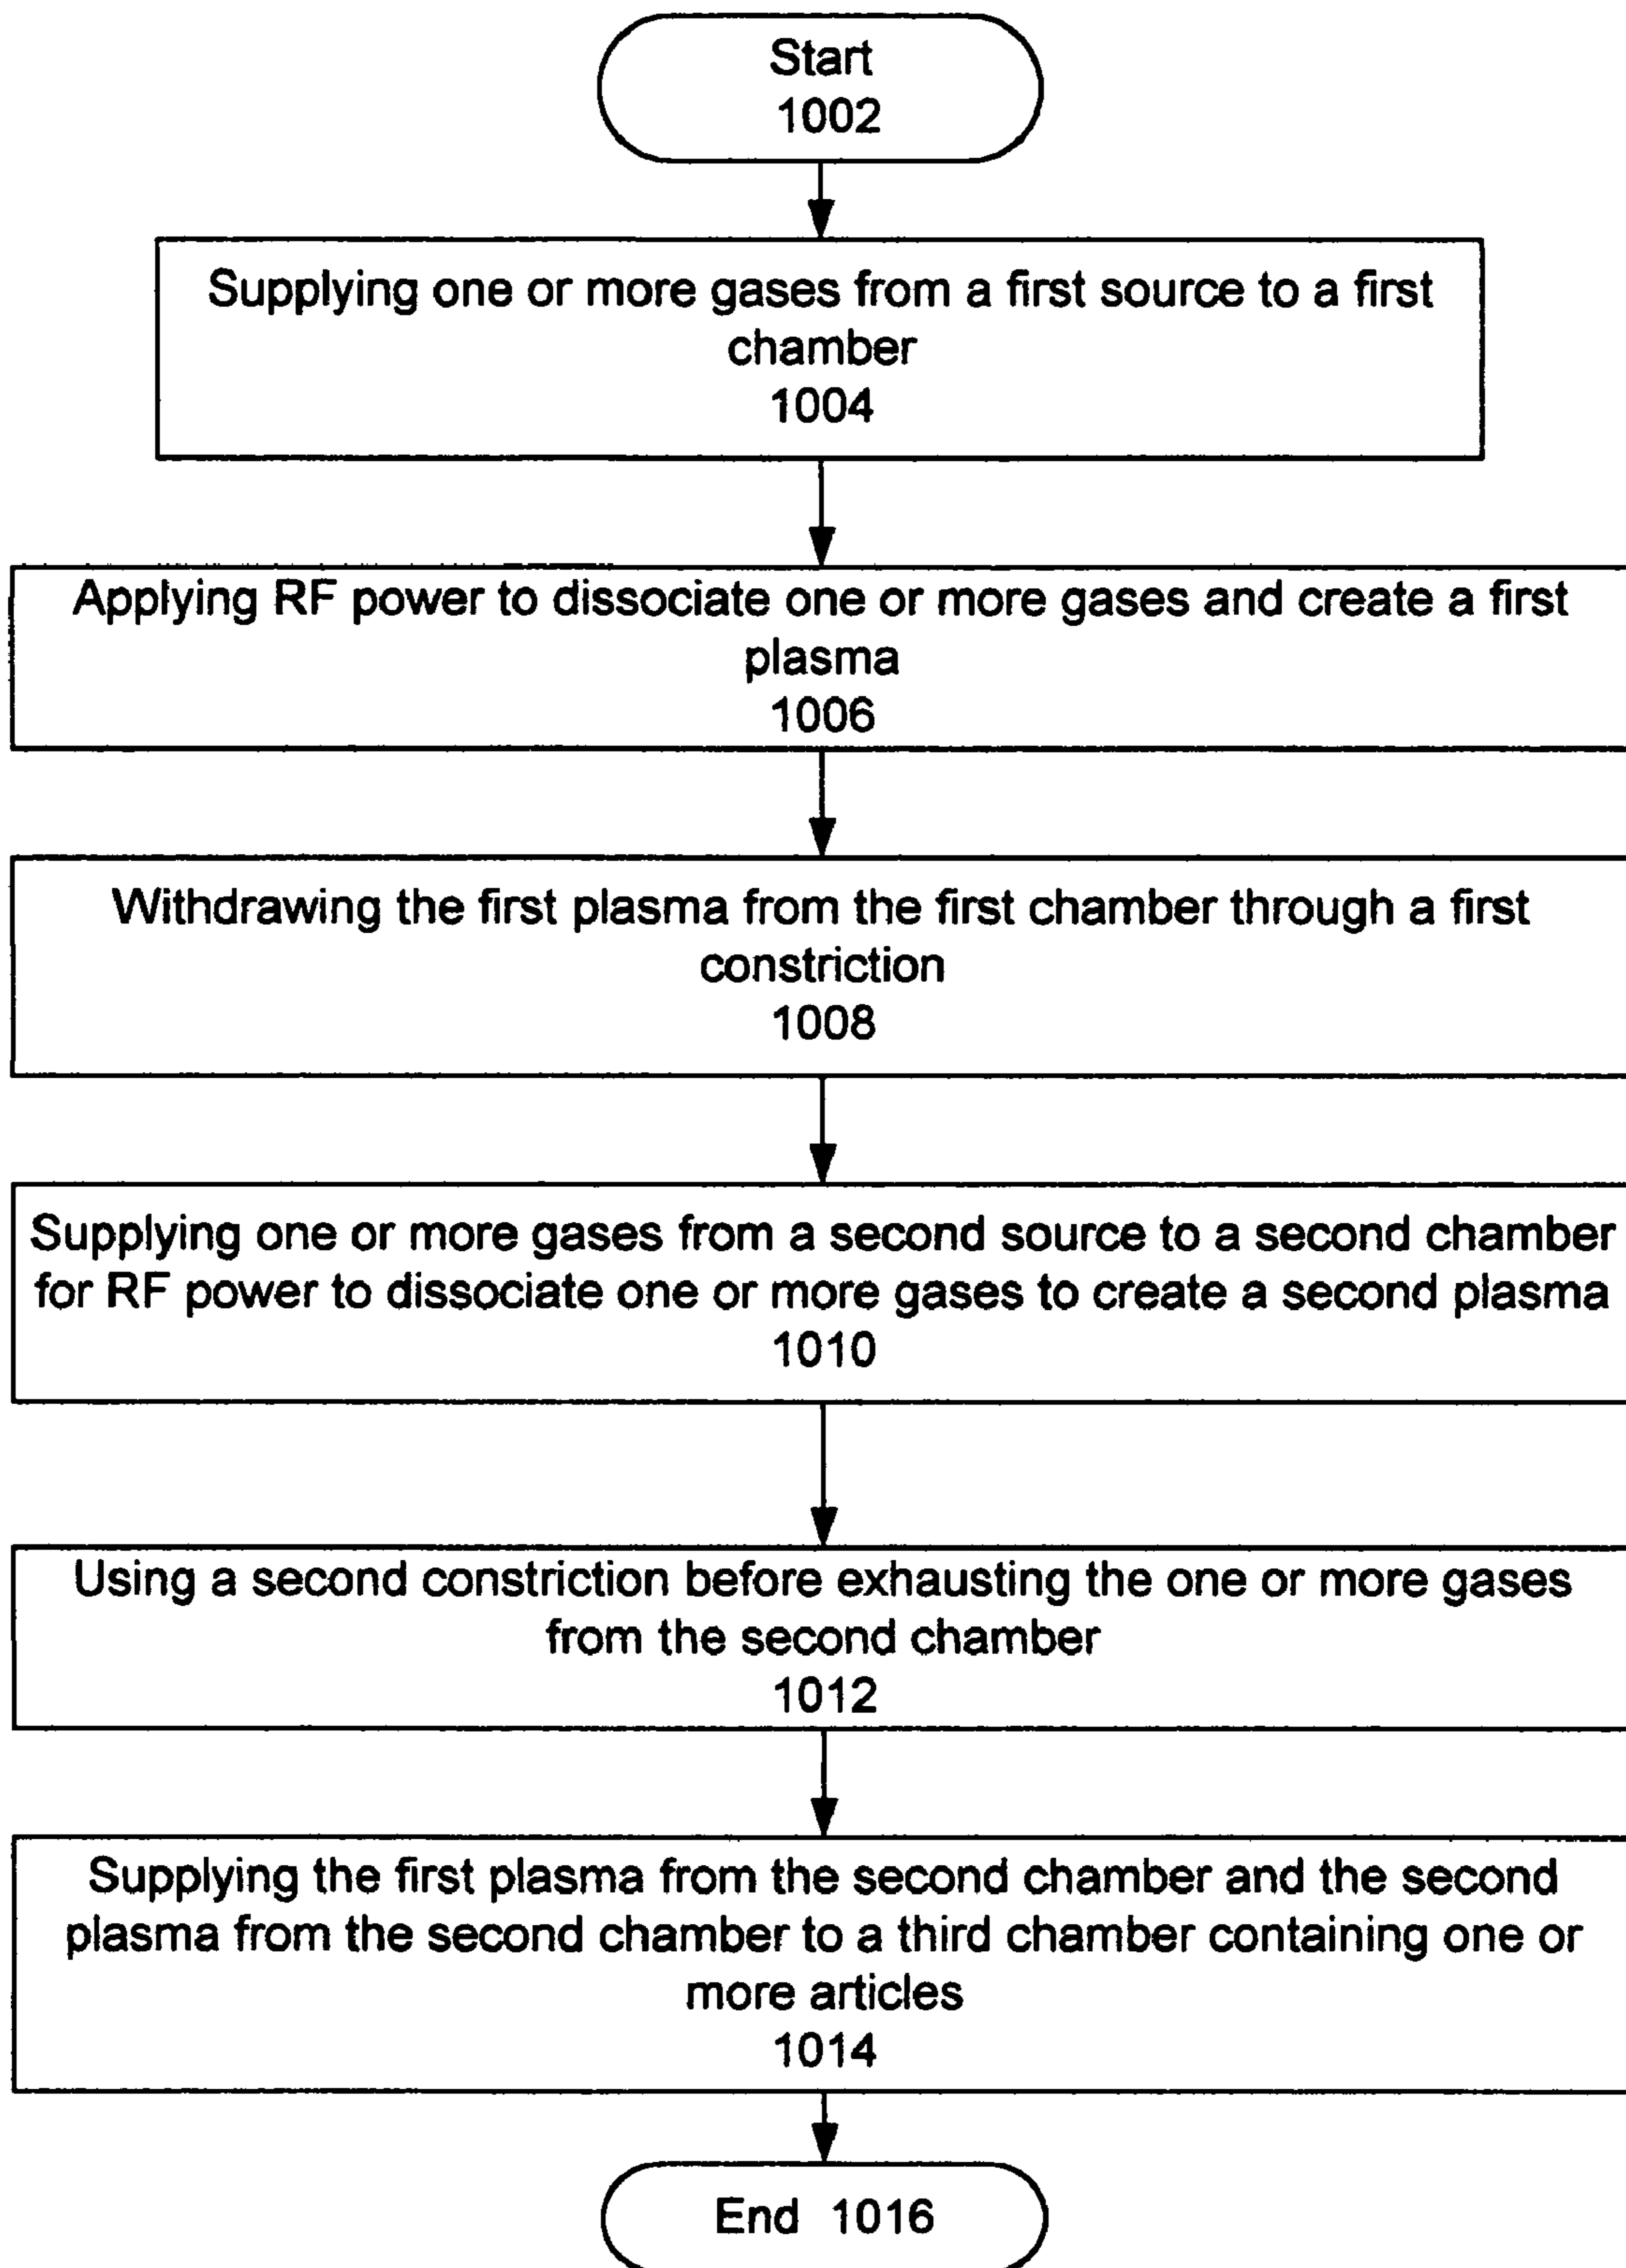 Start
1002
Supplying one or more gases from a first source to a first
chamber
1004
Applying RF power to dissociate one or more gases and create a first
plasma
1006
Withdrawing the first plasma from the first chamber through a first
constriction
1008
Supplying one or more gases from a second source to a second chamber
for RF power to dissociate one or more gases to create a second plasma
1010
Using a second constriction before exhausting the one or more gases
from the second chamber
1012
Supplying the first plasma from the second chamber and the second
plasma from the second chamber to a third chamber containing one or
more articles
1014
End 1016